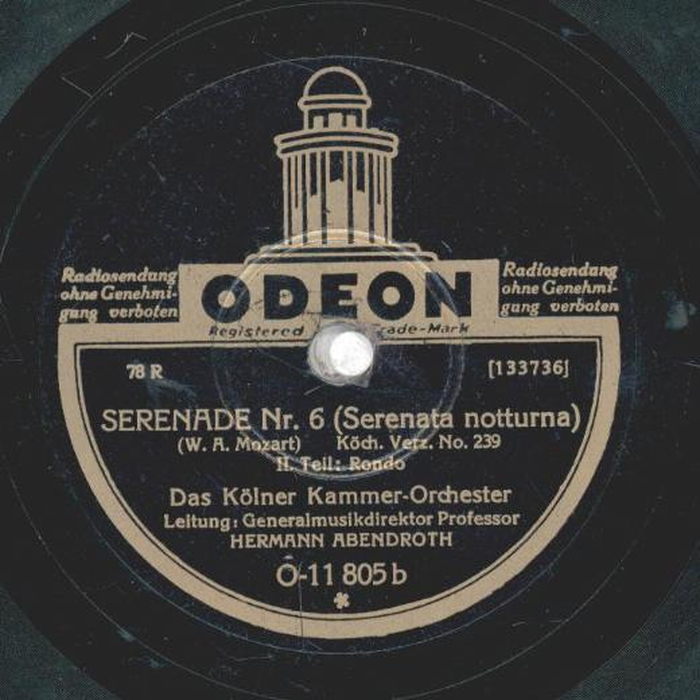 ODEON
Radiosendung
ohne Genehmi-
gung verboten
Radiosendung
ohne Genehmi-
gung verboten
Registered Trade-Mark
78 R [133736]
SERENADE Nr. 6 (Serenata notturna)
(W. A. Mozart) Köch. Verz. No. 239
II. Teil: Rondo
Das Kölner Kammer-Orchester
Leitung: Generalmusikdirektor Professor
HERMANN ABENDROTH
O-11 805 b